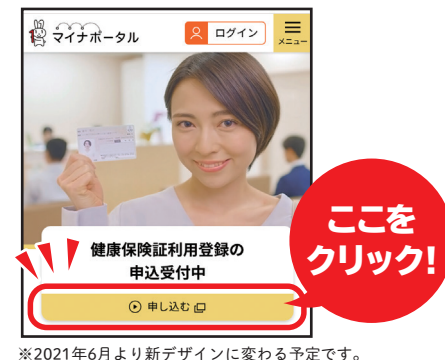 マイナポータル
ログイン
メニュー
健康保険証利用登録の
申込受付中
申し込む
ここを
クリック!
※2021年6月より新デザインに変わる予定です。